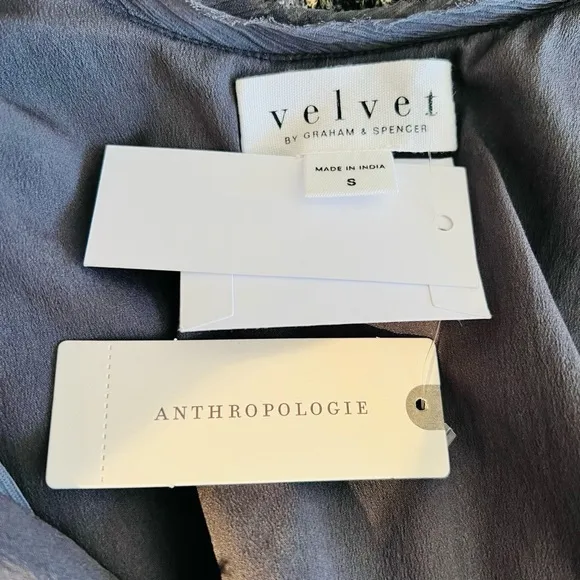 velvet
BY GRAHAM & SPENCER
MADE IN INDIA
S
ANTHROPOLOGIE